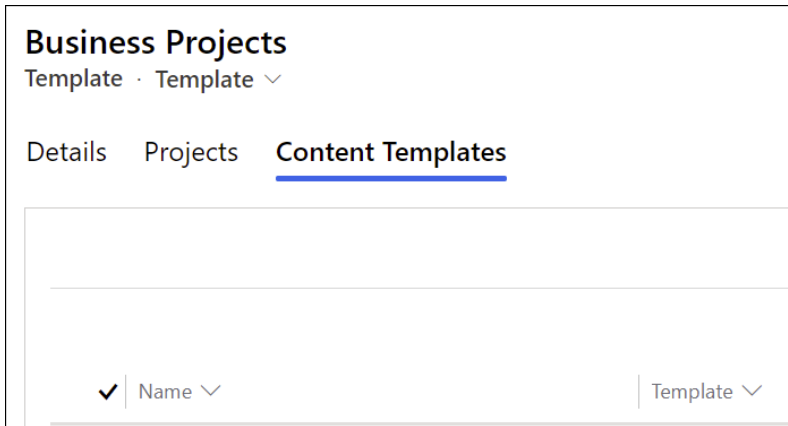 Business Projects
Template · Template
Details Projects Content Templates
Name Template